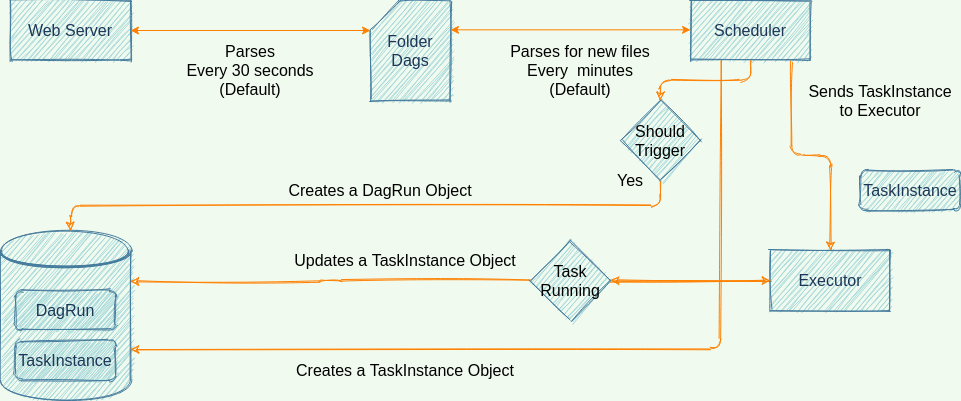 Web Server
Parses
Every 30 seconds
(Default)
Folder
Dags
Parses for new files
Every  minutes
(Default)
Scheduler
Sends TaskInstance
to Executor
Should
Trigger
Yes
TaskInstance
Creates a DagRun Object
Updates a TaskInstance Object
Task
Running
Executor
DagRun
TaskInstance
Creates a TaskInstance Object